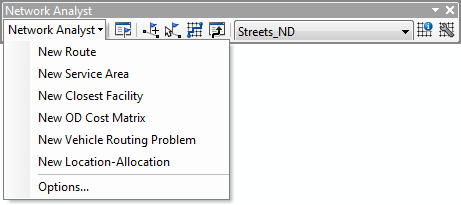 Network Analyst
Network Analyst Streets_ND
New Route
New Service Area
New Closest Facility
New OD Cost Matrix
New Vehicle Routing Problem
New Location-Allocation
Options...